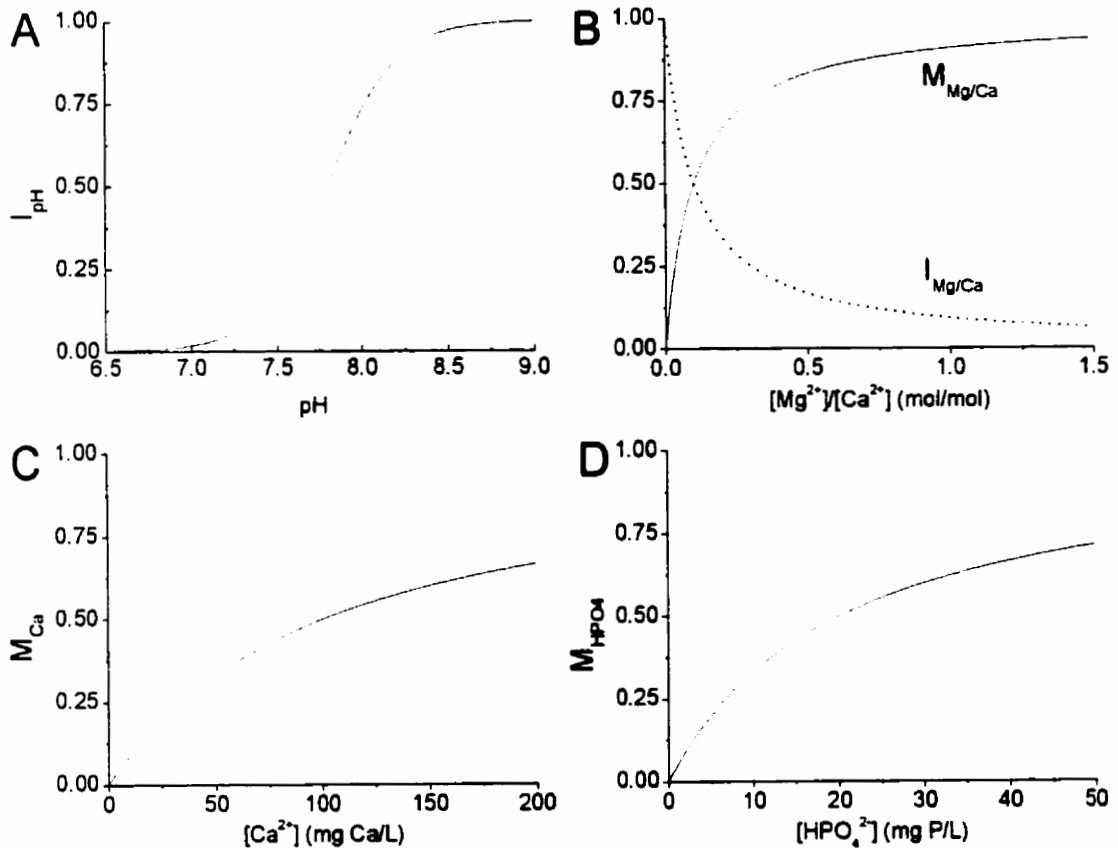 A
1.00
0.75
0.50
0.25
0.00
I_pH
6.5 7.0 7.5 8.0 8.5 9.0
pH
B
1.00
0.75
0.50
0.25
0.00
M_Mg/Ca
I_Mg/Ca
0.0 0.5 1.0 1.5
[Mg²⁺]/[Ca²⁺] (mol/mol)
C
1.00
0.75
0.50
0.25
0.00
M_Ca
0 50 100 150 200
[Ca²⁺] (mg Ca/L)
D
1.00
0.75
0.50
0.25
0.00
M_HPO4
0 10 20 30 40 50
[HPO₄²⁻] (mg P/L)